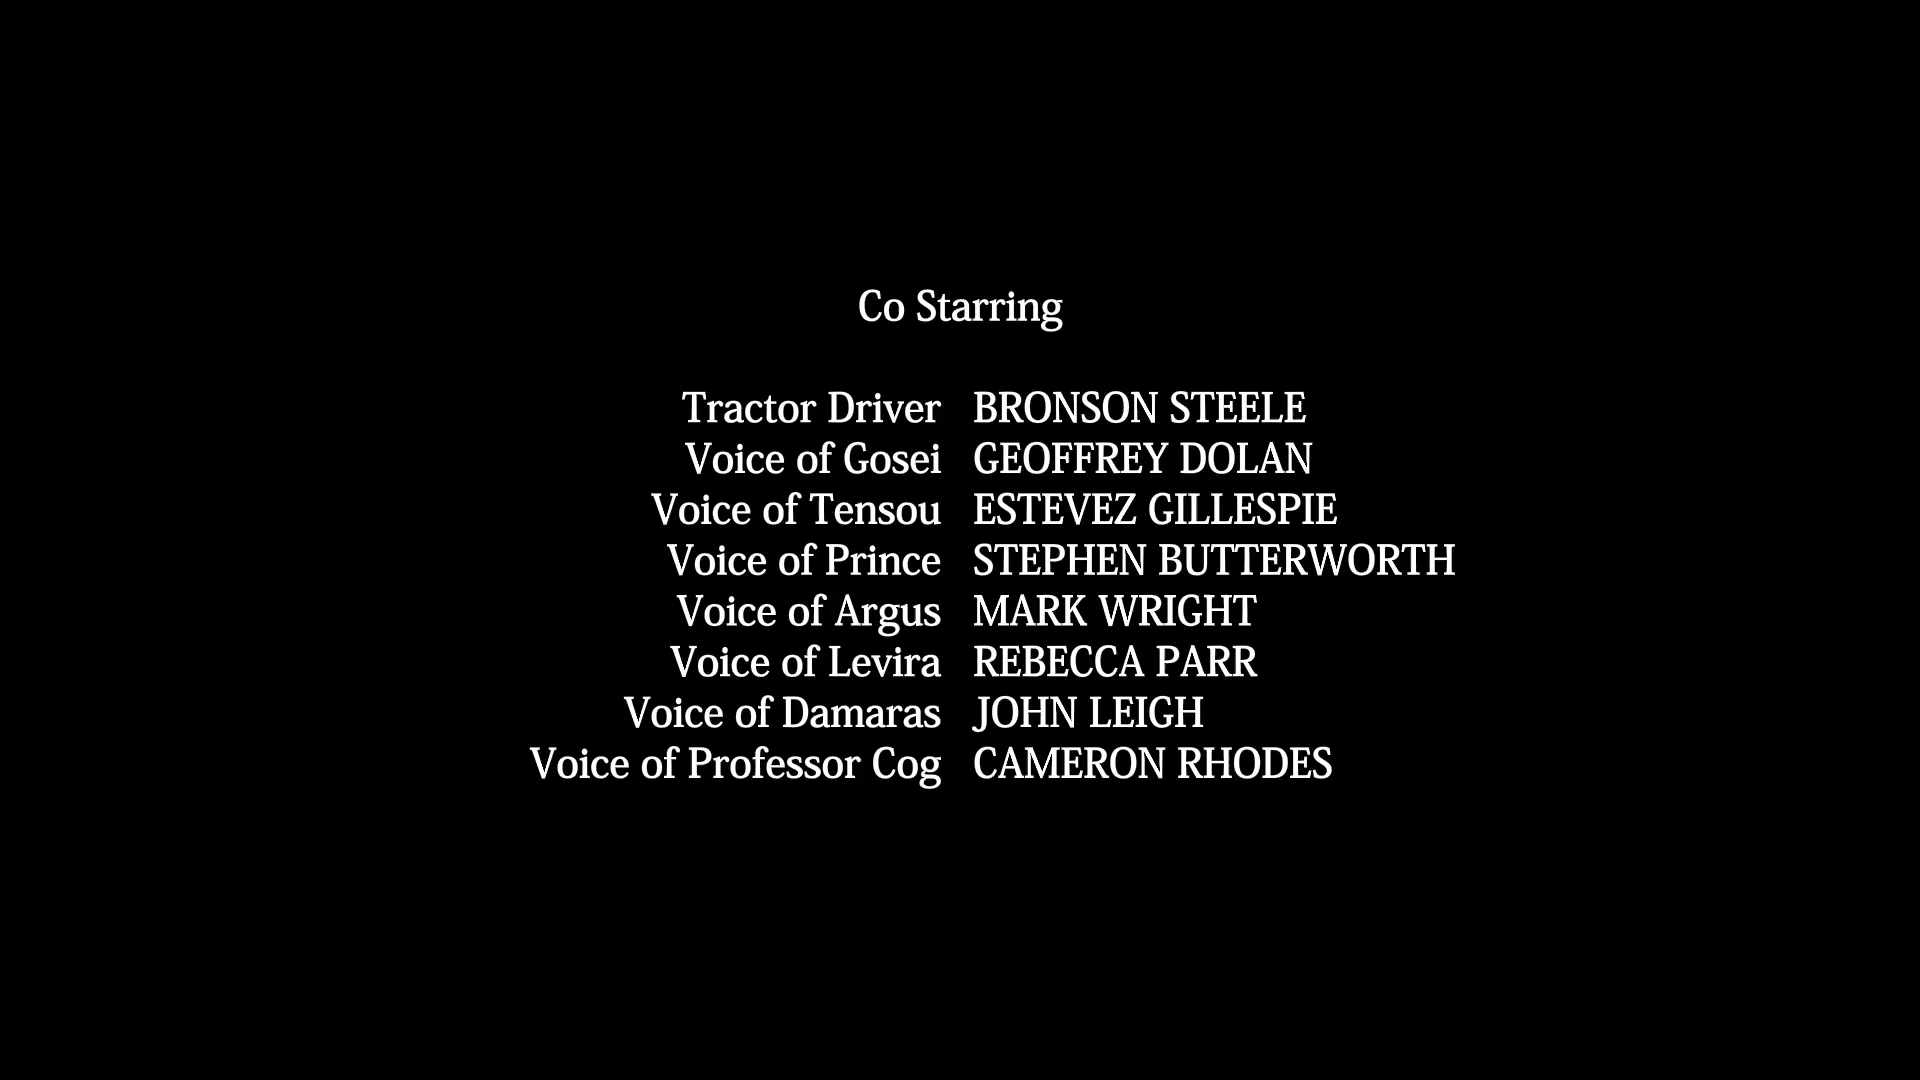 Co Starring
Tractor Driver BRONSON STEELE
Voice of Gosei GEOFFREY DOLAN
Voice of Tensou ESTEVEZ GILLESPIE
Voice of Prince STEPHEN BUTTERWORTH
Voice of Argus MARK WRIGHT
Voice of Levira REBECCA PARR
Voice of Damaras JOHN LEIGH
Voice of Professor Cog CAMERON RHODES